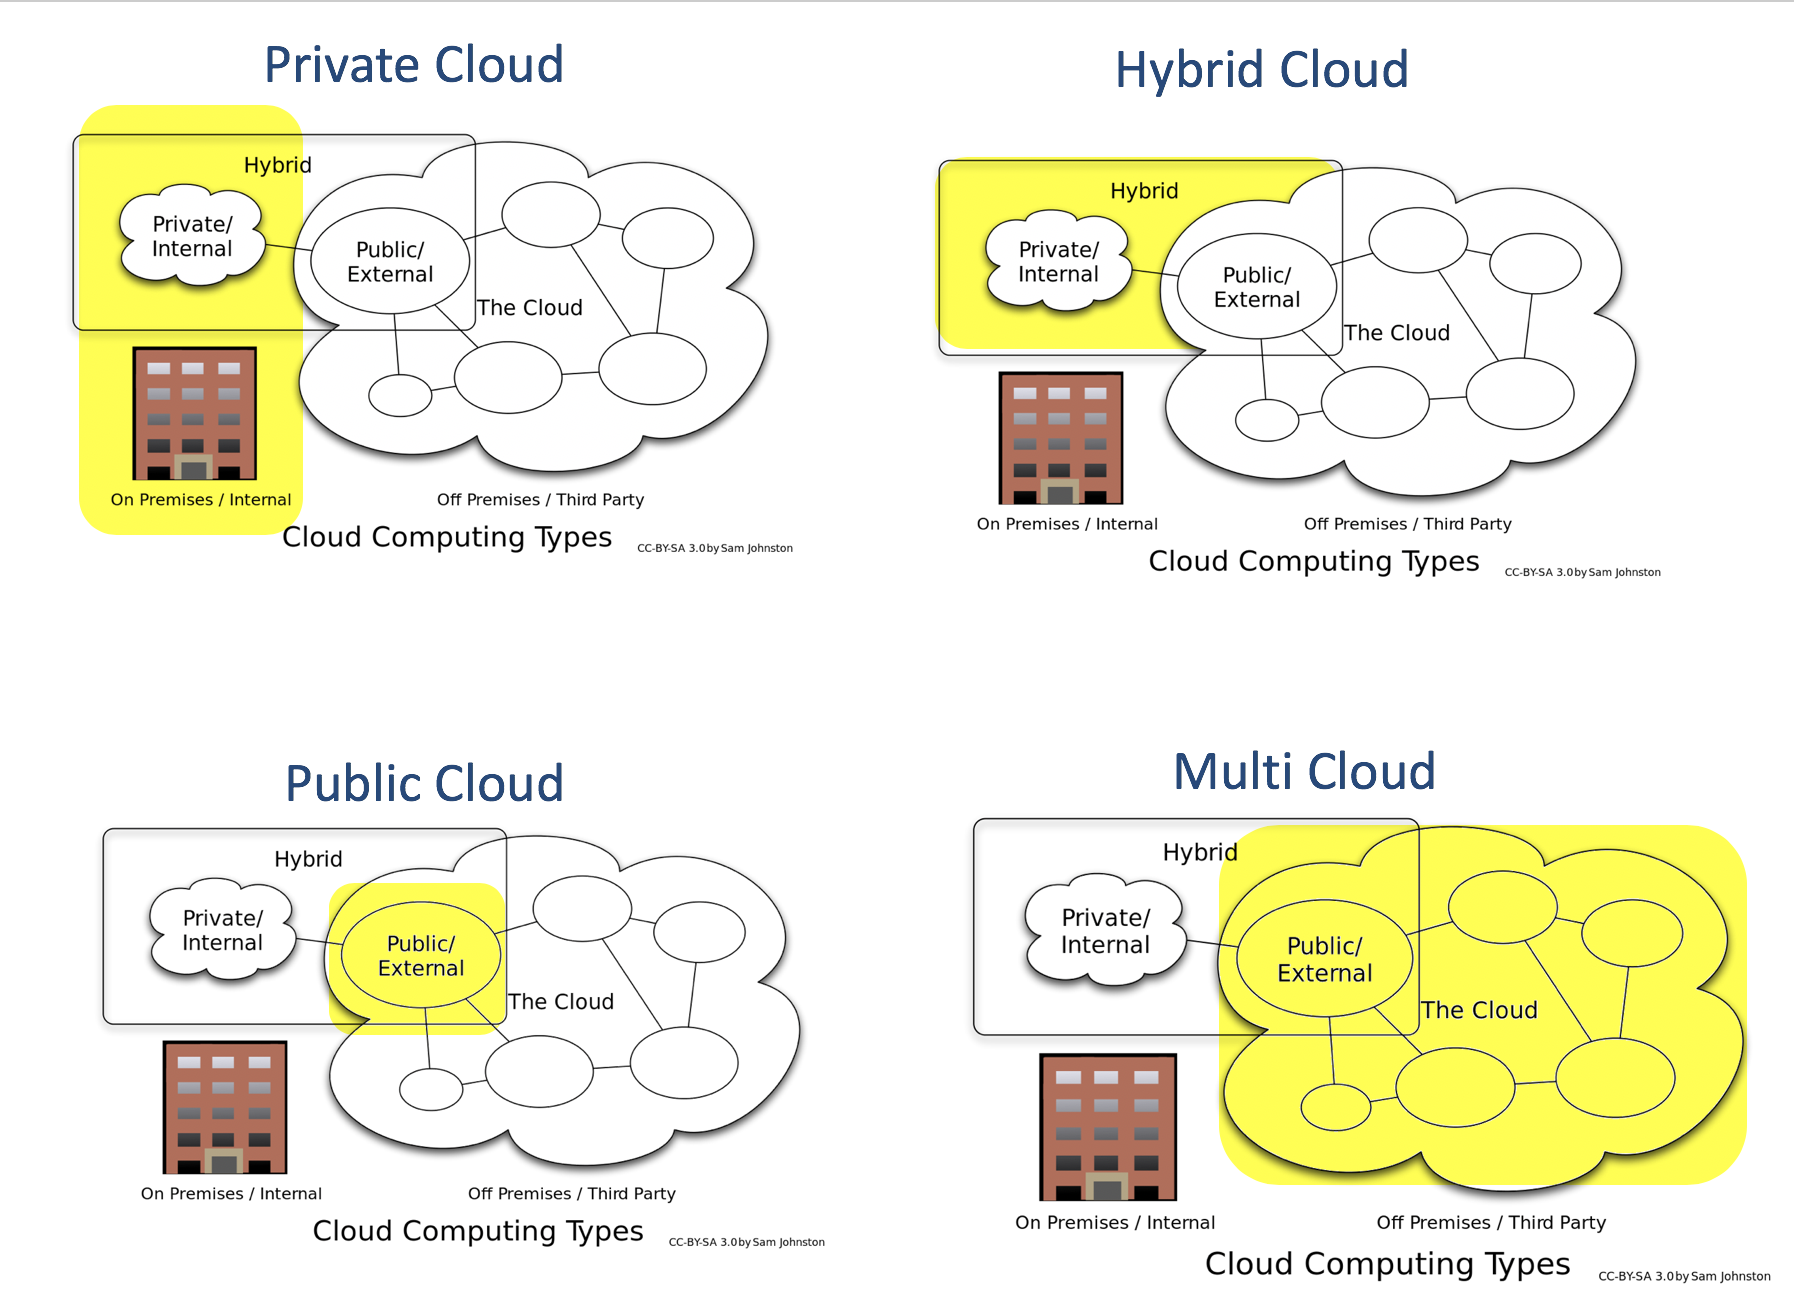 Private Cloud
Hybrid
Private/
Internal
Public/
External
The Cloud
On Premises / Internal
Off Premises / Third Party
Cloud Computing Types
CC-BY-SA 3.0 by Sam Johnston
Hybrid Cloud
Hybrid
Private/
Internal
Public/
External
The Cloud
On Premises / Internal
Off Premises / Third Party
Cloud Computing Types
CC-BY-SA 3.0 by Sam Johnston
Public Cloud
Hybrid
Private/
Internal
Public/
External
The Cloud
On Premises / Internal
Off Premises / Third Party
Cloud Computing Types
CC-BY-SA 3.0 by Sam Johnston
Multi Cloud
Hybrid
Private/
Internal
Public/
External
The Cloud
On Premises / Internal
Off Premises / Third Party
Cloud Computing Types
CC-BY-SA 3.0 by Sam Johnston